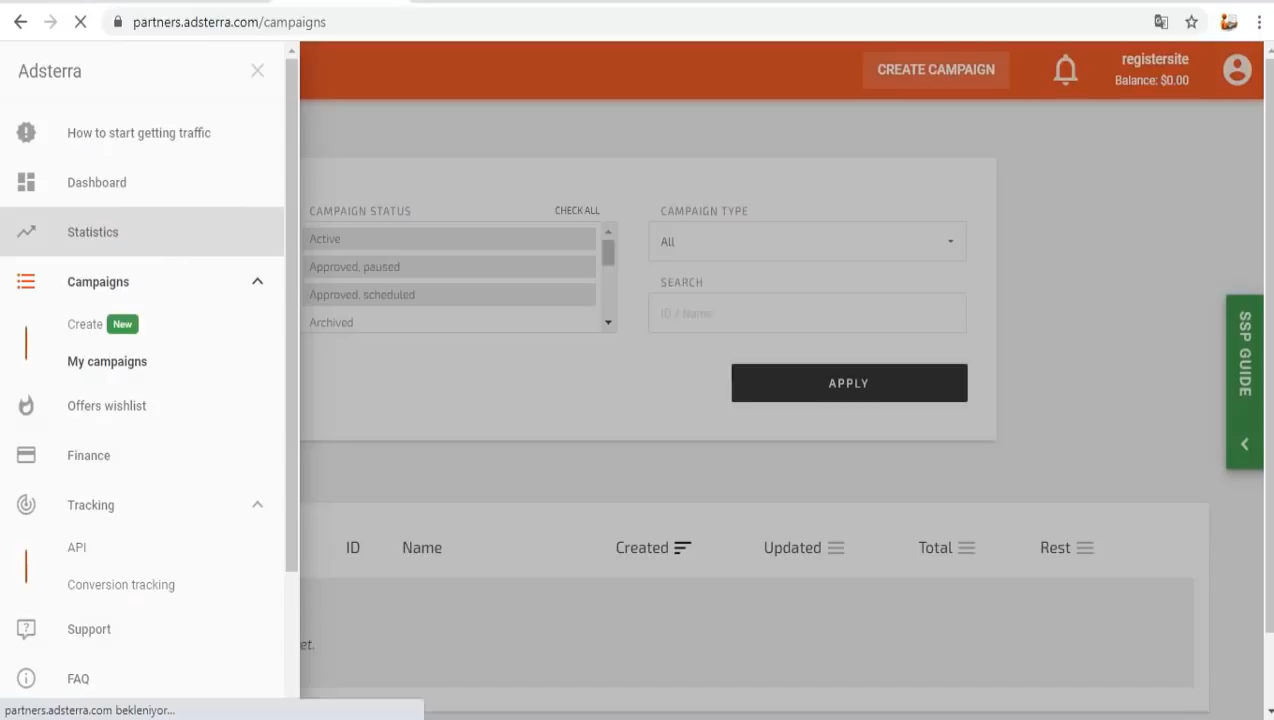 partners.adsterra.com/campaigns
Adsterra
CREATE CAMPAIGN
registersite
Balance: $0.00
How to start getting traffic
Dashboard
Statistics
Campaigns
Create New
My campaigns
Offers wishlist
Finance
Tracking
API
Conversion tracking
Support
FAQ
CAMPAIGN STATUS CHECK ALL
Active
Approved, paused
Approved, scheduled
Archived
CAMPAIGN TYPE
All
SEARCH
ID / Name
APPLY
SSP GUIDE
ID Name Created Updated Total Rest
et.
partners.adsterra.com bekleniyor...